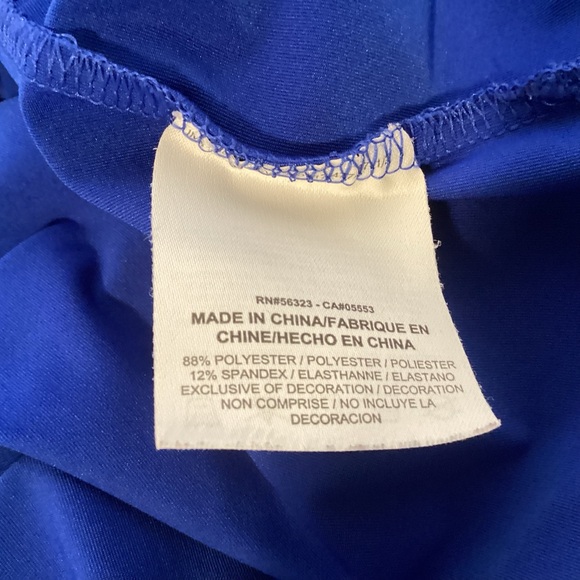 RN#56323 - CA#05553
MADE IN CHINA/FABRIQUE EN
CHINE/HECHO EN CHINA
88% POLYESTER / POLYESTER / POLIESTER
12% SPANDEX / ELASTHANNE / ELASTANO
EXCLUSIVE OF DECORATION / DECORATION
NON COMPRISE / NO INCLUYE LA
DECORACION